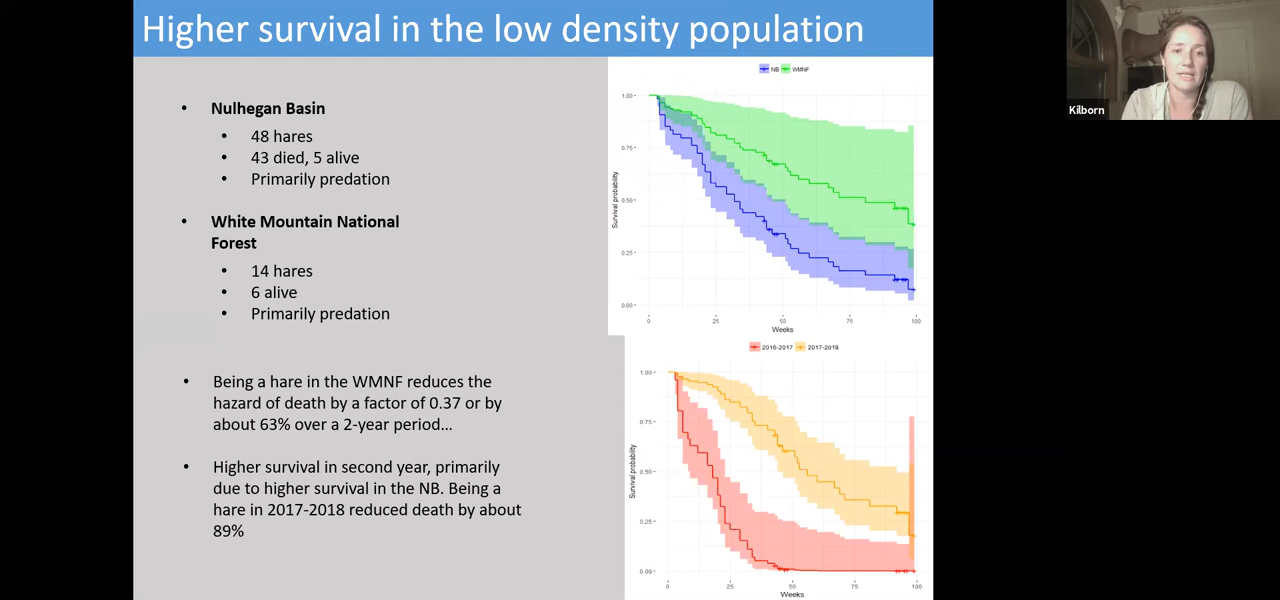 Higher survival in the low density population
Kilborn
• Nulhegan Basin
• 48 hares
• 43 died, 5 alive
• Primarily predation
• White Mountain National
Forest
• 14 hares
• 6 alive
• Primarily predation
• Being a hare in the WMNF reduces the
hazard of death by a factor of 0.37 or by
about 63% over a 2-year period…
• Higher survival in second year, primarily
due to higher survival in the NB. Being a
hare in 2017-2018 reduced death by about
89%
NB WMNF
1.00
0.75
0.50
0.25
0.00
Survival probability
0 25 50 75 100
Weeks
2016-2017 2017-2018
1.00
0.75
0.50
0.25
0.00
Survival probability
0 25 50 75 100
Weeks